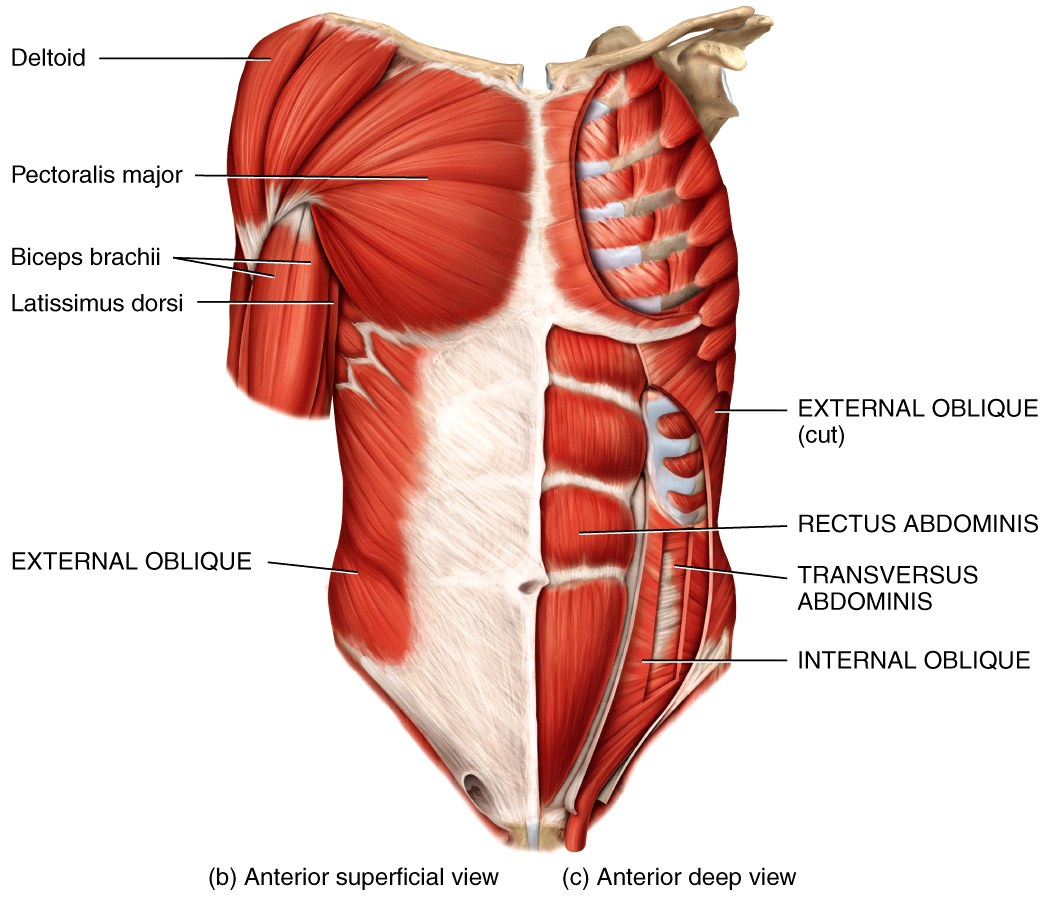 Deltoid
Pectoralis major
Biceps brachii
Latissimus dorsi
EXTERNAL OBLIQUE
EXTERNAL OBLIQUE
(cut)
RECTUS ABDOMINIS
TRANSVERSUS
ABDOMINIS
INTERNAL OBLIQUE
(b) Anterior superficial view
(c) Anterior deep view